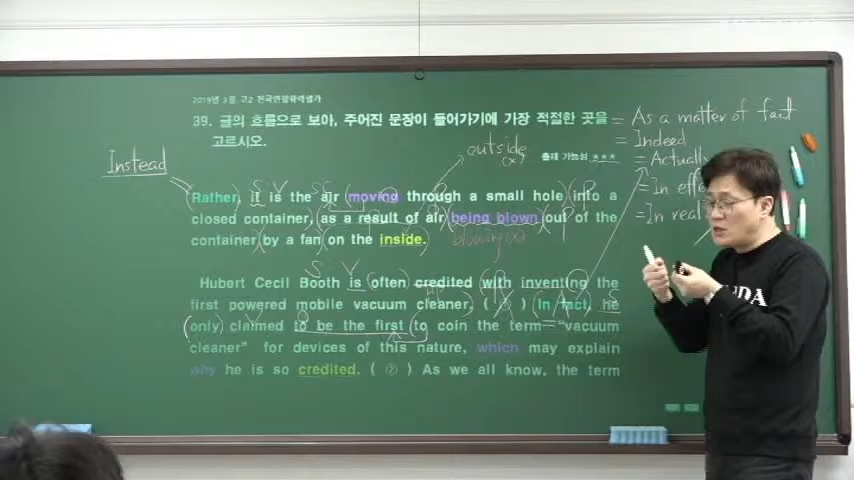 2019년 3월, 고2 전국연합학력평가
39. 글의 흐름으로 보아, 주어진 문장이 들어가기에 가장 적절한 곳을
고르시오.
출제 가능성 ★★★
Instead
outside
(x)
= As a matter of fact
= Indeed
= Actually
= In eff
= In real
Rather, it is the air moving through a small hole into a
closed container, as a result of air being blown out of the
container by a fan on the inside.
blowing (x)
Hubert Cecil Booth is often credited with inventing the
first powered mobile vacuum cleaner. ( ① ) In fact, he
only claimed to be the first to coin the term "vacuum
cleaner" for devices of this nature, which may explain
why he is so credited. ( ② ) As we all know, the term